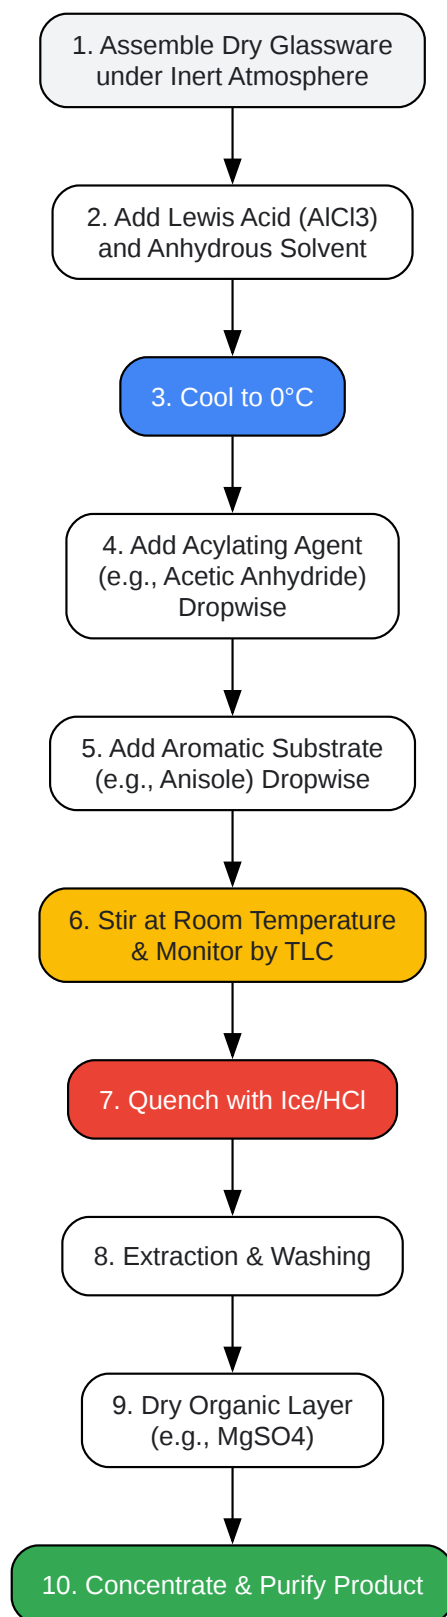 1. Assemble Dry Glassware
under Inert Atmosphere
2. Add Lewis Acid (AlCl3)
and Anhydrous Solvent
3. Cool to 0°C
4. Add Acylating Agent
(e.g., Acetic Anhydride)
Dropwise
5. Add Aromatic Substrate
(e.g., Anisole) Dropwise
6. Stir at Room Temperature
& Monitor by TLC
7. Quench with Ice/HCl
8. Extraction & Washing
9. Dry Organic Layer
(e.g., MgSO4)
10. Concentrate & Purify Product